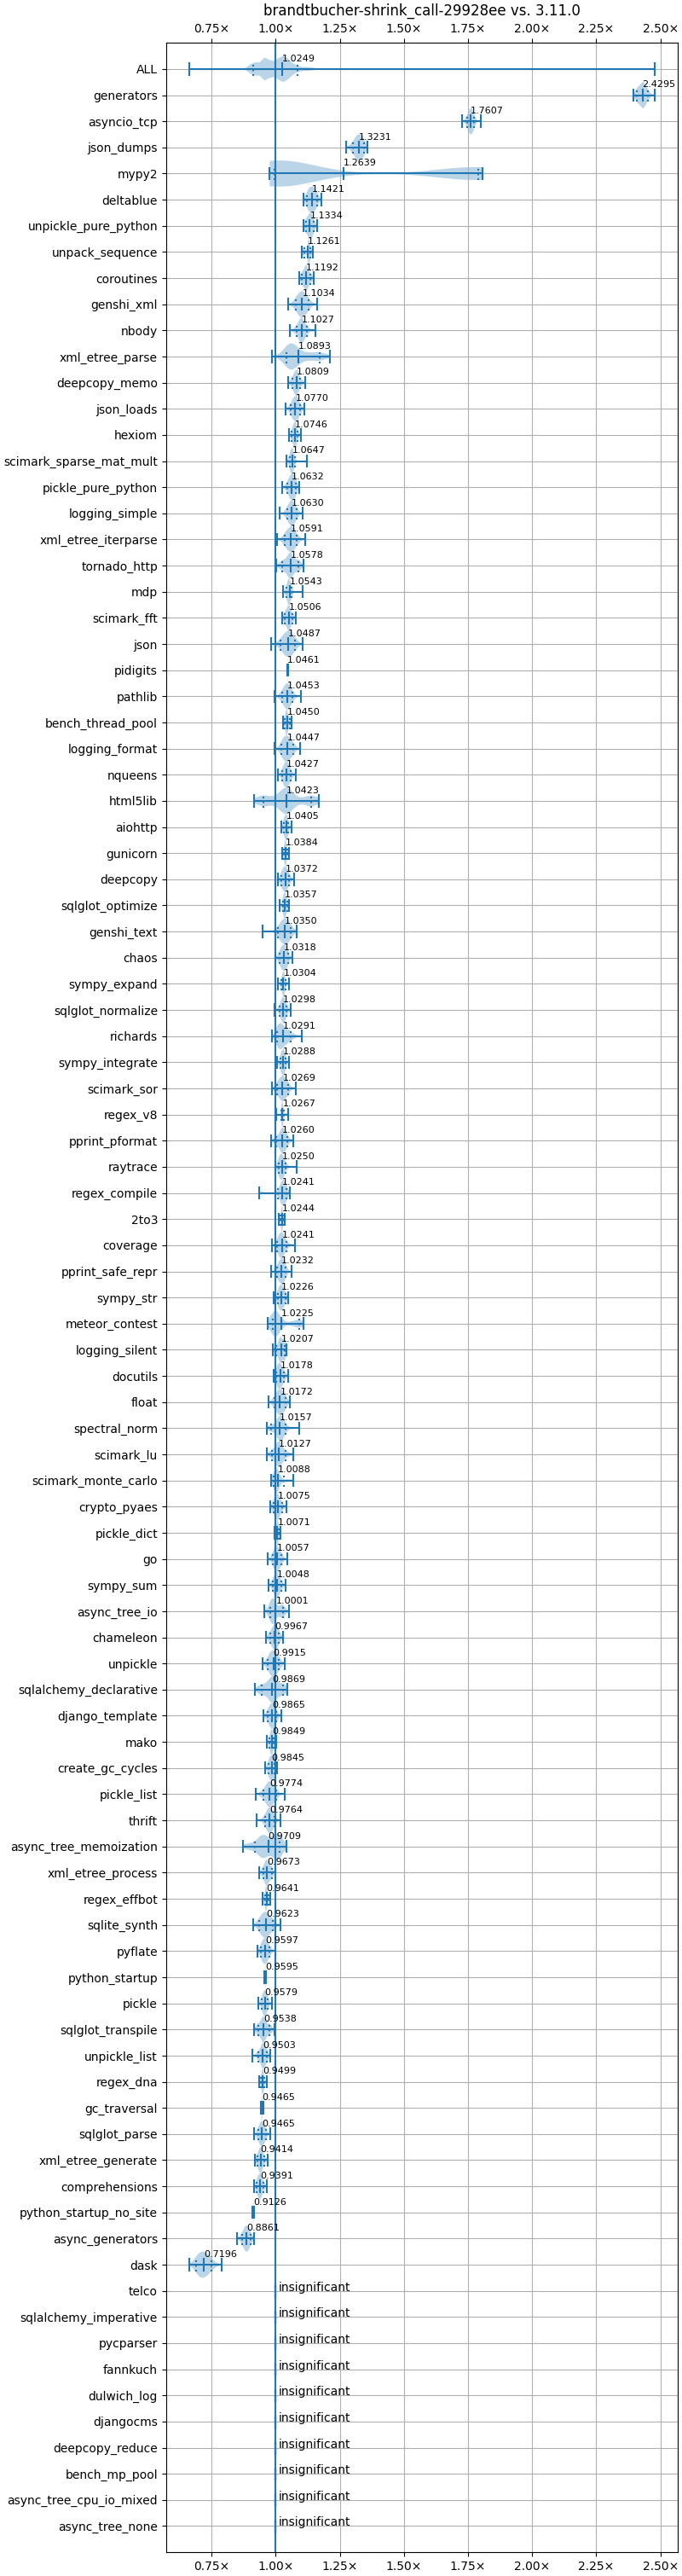 brandtbucher-shrink_call-29928ee vs. 3.11.0
0.75× 1.00× 1.25× 1.50× 1.75× 2.00× 2.25× 2.50×
ALL 1.0249
generators 2.4295
asyncio_tcp 1.7607
json_dumps 1.3231
mypy2 1.2639
deltablue 1.1421
unpickle_pure_python 1.1334
unpack_sequence 1.1261
coroutines 1.1192
genshi_xml 1.1034
nbody 1.1027
xml_etree_parse 1.0893
deepcopy_memo 1.0809
json_loads 1.0770
hexiom 1.0746
scimark_sparse_mat_mult 1.0647
pickle_pure_python 1.0632
logging_simple 1.0630
xml_etree_iterparse 1.0591
tornado_http 1.0578
mdp 1.0543
scimark_fft 1.0506
json 1.0487
pidigits 1.0461
pathlib 1.0453
bench_thread_pool 1.0450
logging_format 1.0447
nqueens 1.0427
html5lib 1.0423
aiohttp 1.0405
gunicorn 1.0384
deepcopy 1.0372
sqlglot_optimize 1.0357
genshi_text 1.0350
chaos 1.0318
sympy_expand 1.0304
sqlglot_normalize 1.0298
richards 1.0291
sympy_integrate 1.0288
scimark_sor 1.0269
regex_v8 1.0267
pprint_pformat 1.0260
raytrace 1.0250
regex_compile 1.0241
2to3 1.0244
coverage 1.0241
pprint_safe_repr 1.0232
sympy_str 1.0226
meteor_contest 1.0225
logging_silent 1.0207
docutils 1.0178
float 1.0172
spectral_norm 1.0157
scimark_lu 1.0127
scimark_monte_carlo 1.0088
crypto_pyaes 1.0075
pickle_dict 1.0071
go 1.0057
sympy_sum 1.0048
async_tree_io 1.0001
chameleon 0.9967
unpickle 0.9915
sqlalchemy_declarative 0.9869
django_template 0.9865
mako 0.9849
create_gc_cycles 0.9845
pickle_list 0.9774
thrift 0.9764
async_tree_memoization 0.9709
xml_etree_process 0.9673
regex_effbot 0.9641
sqlite_synth 0.9623
pyflate 0.9597
python_startup 0.9595
pickle 0.9579
sqlglot_transpile 0.9538
unpickle_list 0.9503
regex_dna 0.9499
gc_traversal 0.9465
sqlglot_parse 0.9465
xml_etree_generate 0.9414
comprehensions 0.9391
python_startup_no_site 0.9126
async_generators 0.8861
dask 0.7196
telco insignificant
sqlalchemy_imperative insignificant
pycparser insignificant
fannkuch insignificant
dulwich_log insignificant
djangocms insignificant
deepcopy_reduce insignificant
bench_mp_pool insignificant
async_tree_cpu_io_mixed insignificant
async_tree_none insignificant
0.75× 1.00× 1.25× 1.50× 1.75× 2.00× 2.25× 2.50×